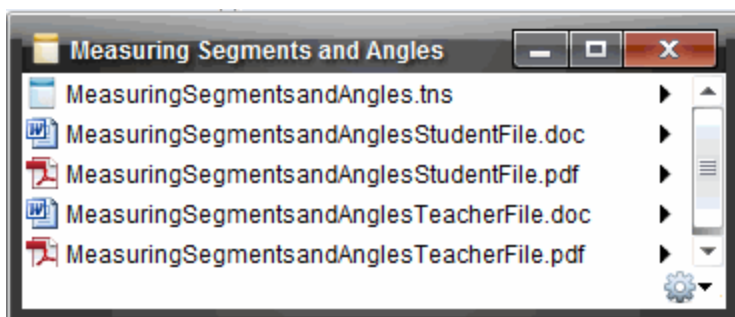 Measuring Segments and Angles
MeasuringSegmentsandAngles.tns
MeasuringSegmentsandAnglesStudentFile.doc
MeasuringSegmentsandAnglesStudentFile.pdf
MeasuringSegmentsandAnglesTeacherFile.doc
MeasuringSegmentsandAnglesTeacherFile.pdf